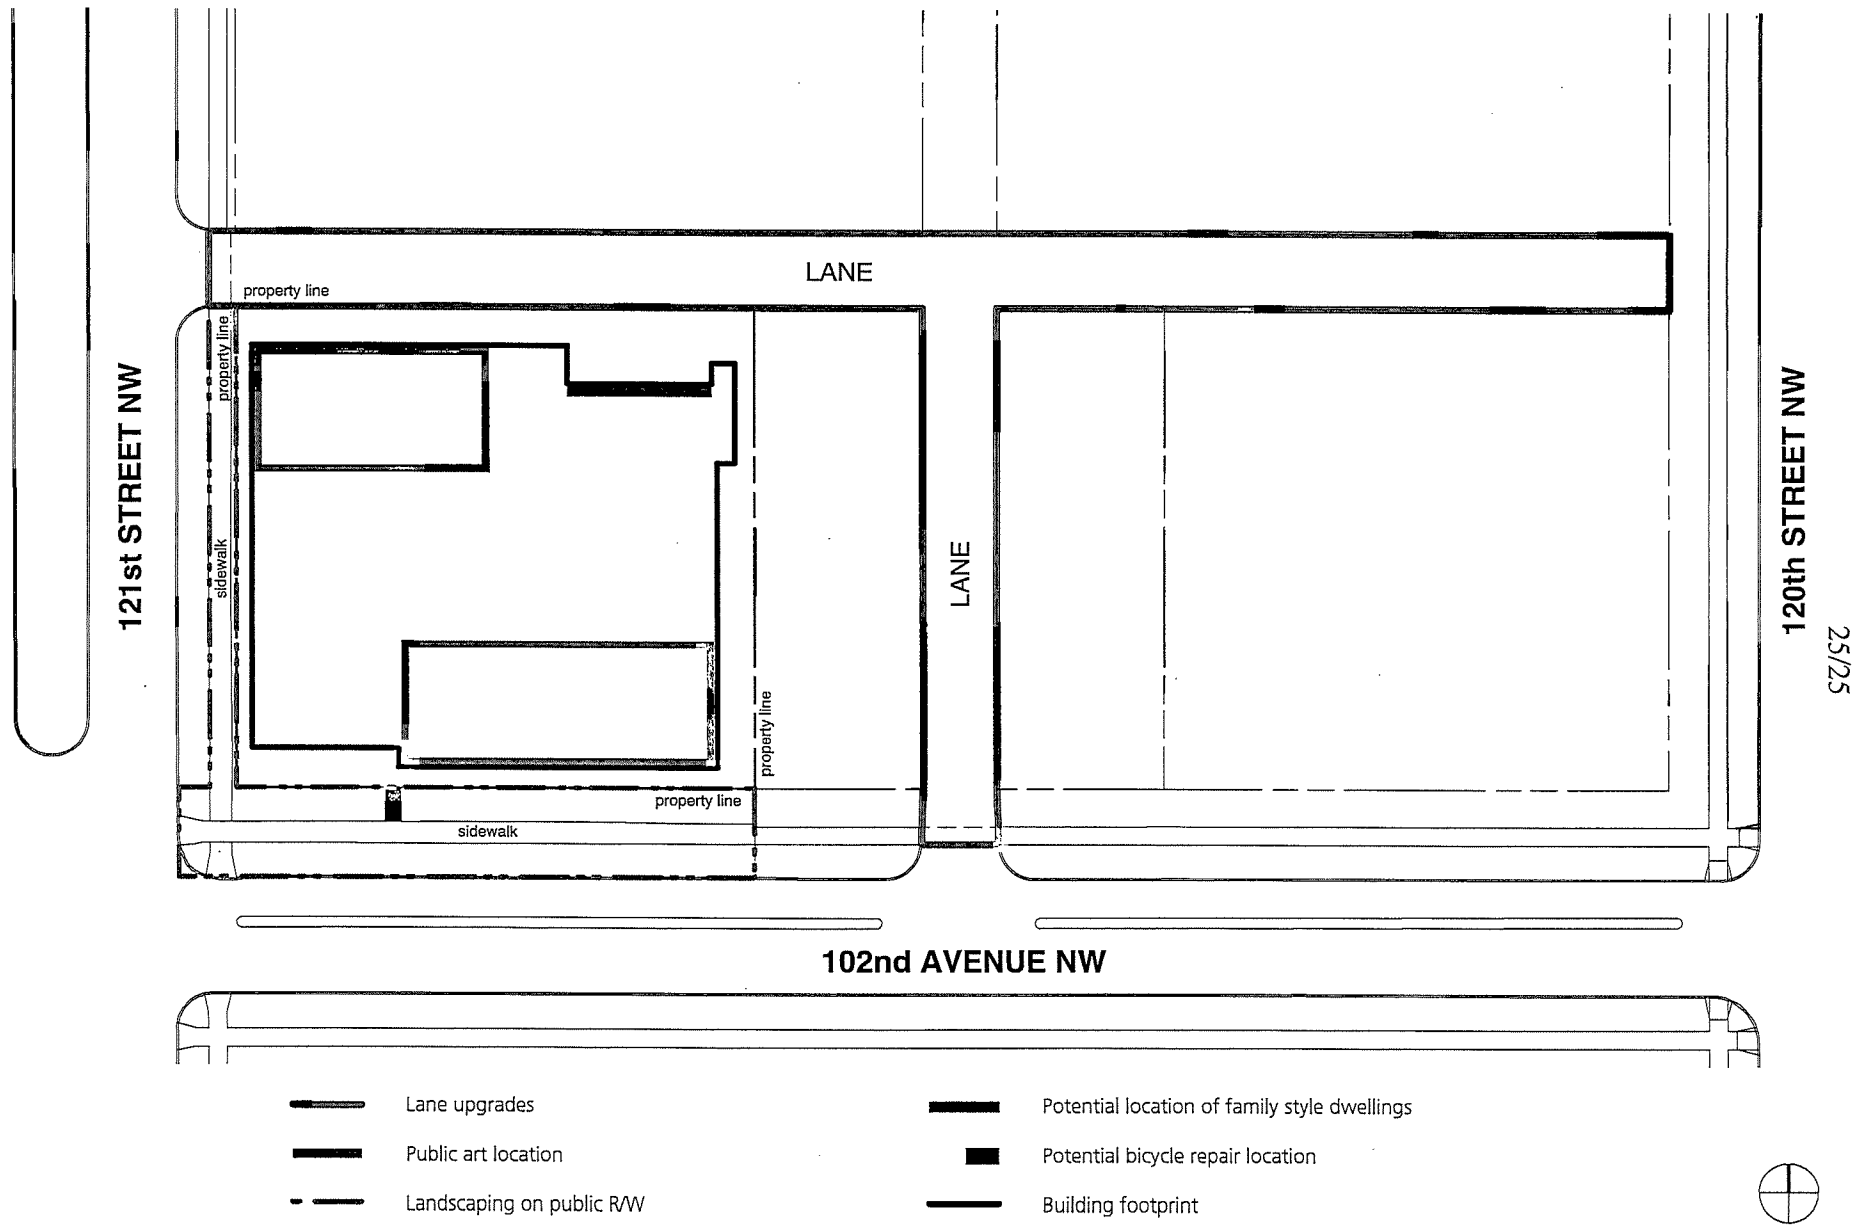 LANE
property line
property line
121st STREET NW
sidewalk
LANE
120th STREET NW
25/25
property line
property line
sidewalk
102nd AVENUE NW
Lane upgrades
Public art location
Landscaping on public R/W
Potential location of family style dwellings
Potential bicycle repair location
Building footprint